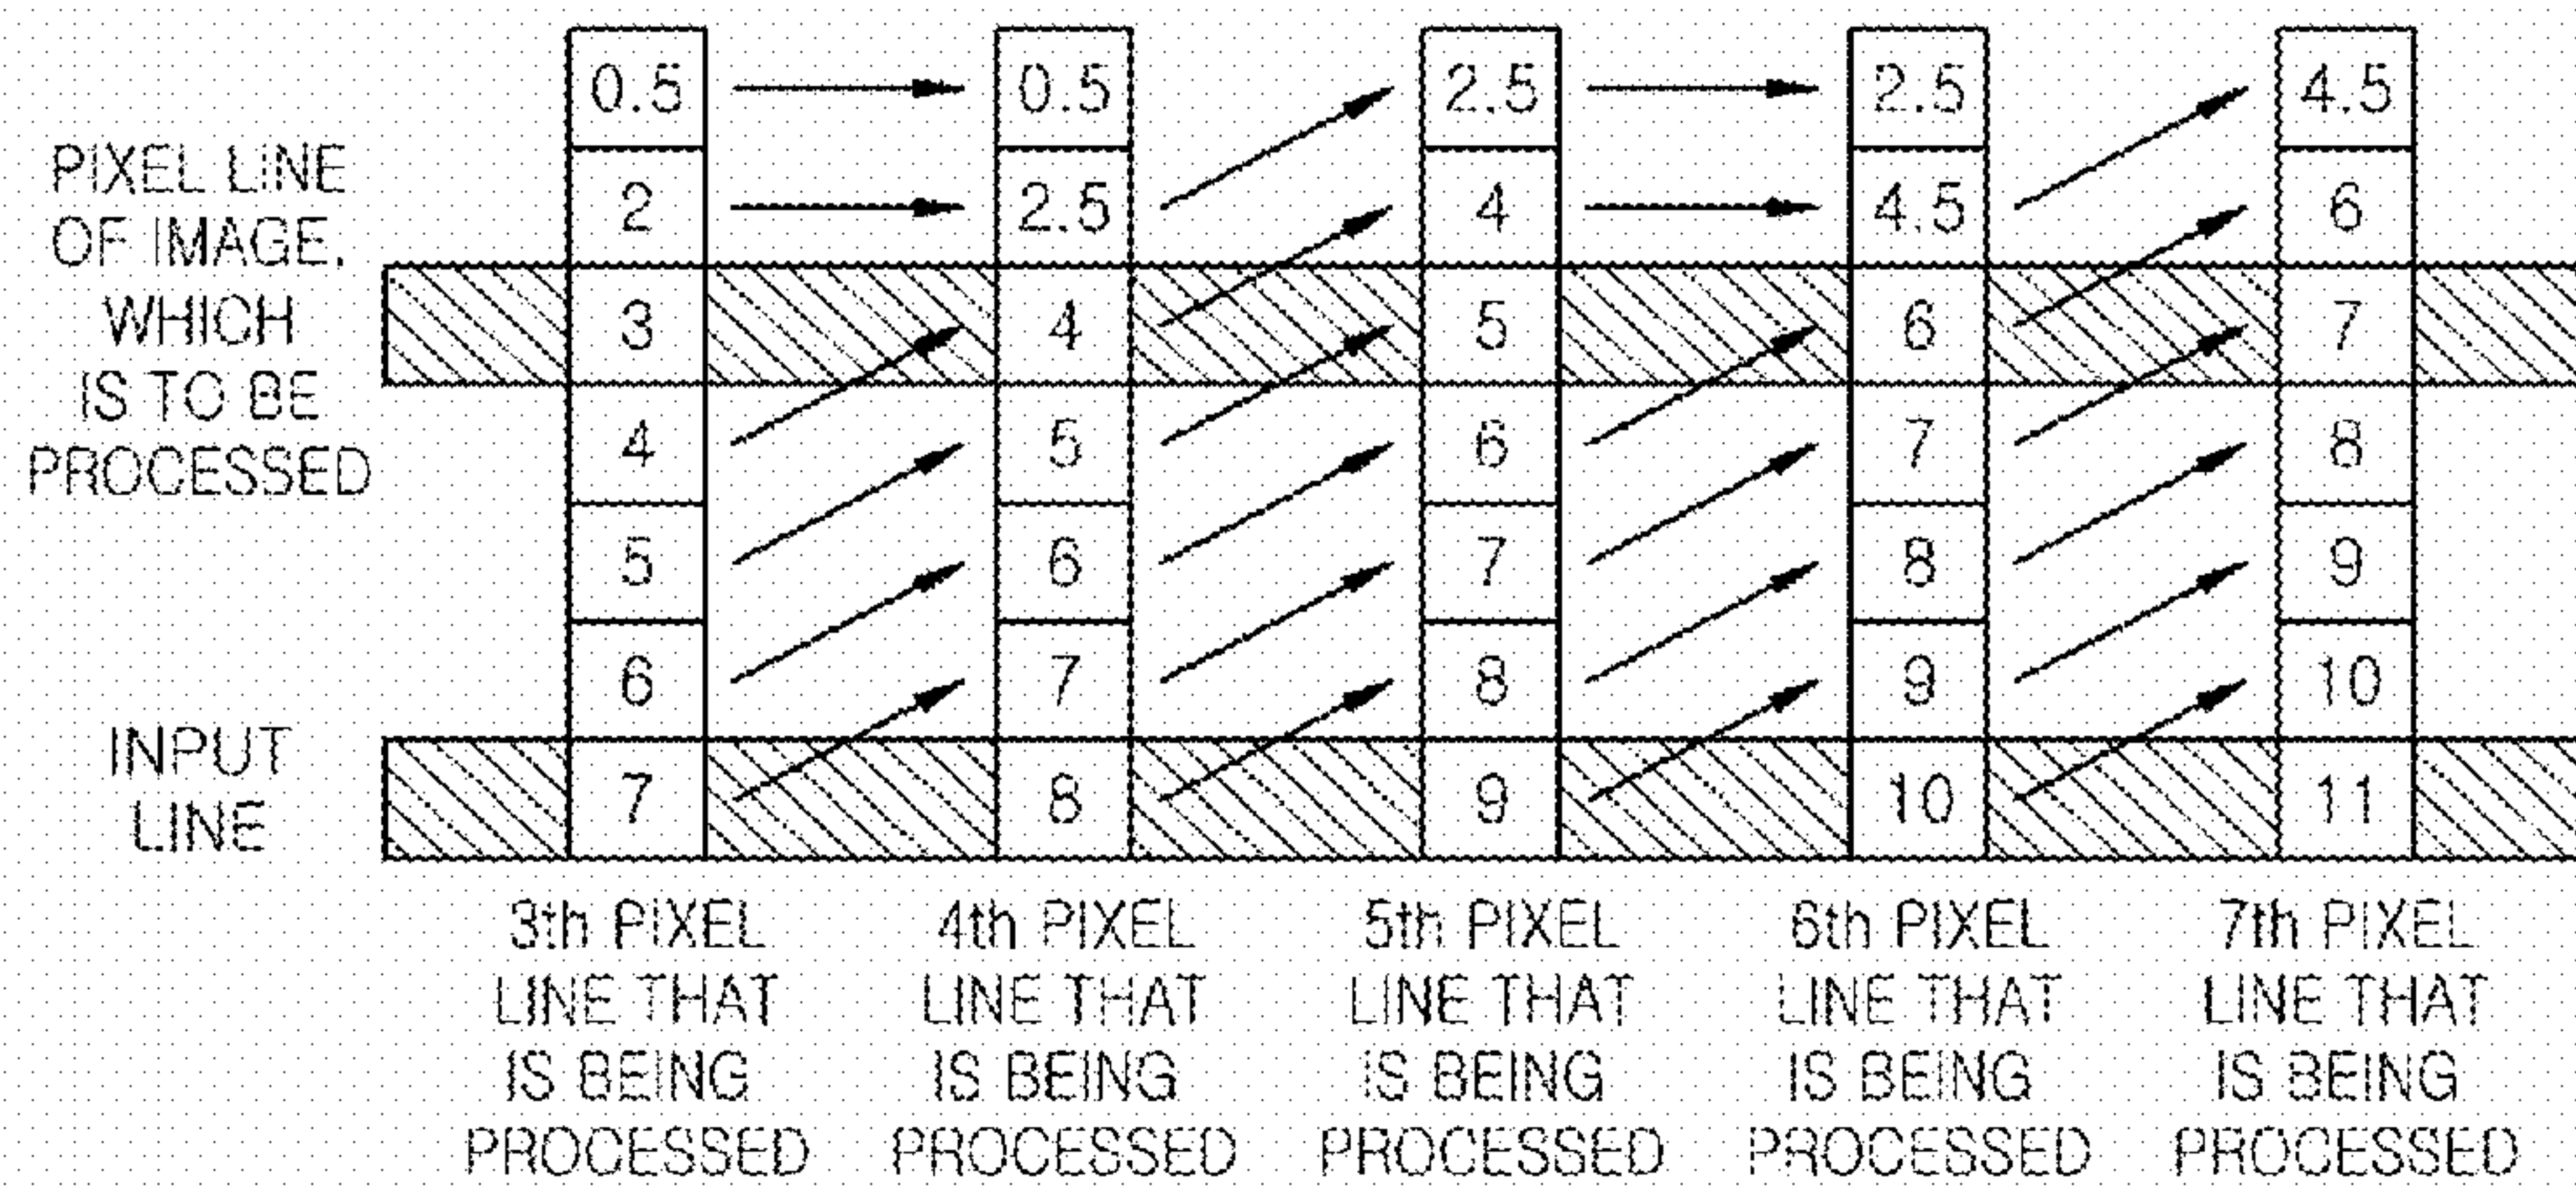 0.5 0.5 2.5 2.5 4.5
2 2.5 4 4.5 6
3 4 5 6 7
4 5 6 7 8
5 6 7 8 9
6 7 8 9 10
7 8 9 10 11
PIXEL LINE
OF IMAGE,
WHICH
IS TO BE
PROCESSED
INPUT
LINE
3th PIXEL
LINE THAT
IS BEING
PROCESSED
4th PIXEL
LINE THAT
IS BEING
PROCESSED
5th PIXEL
LINE THAT
IS BEING
PROCESSED
6th PIXEL
LINE THAT
IS BEING
PROCESSED
7th PIXEL
LINE THAT
IS BEING
PROCESSED